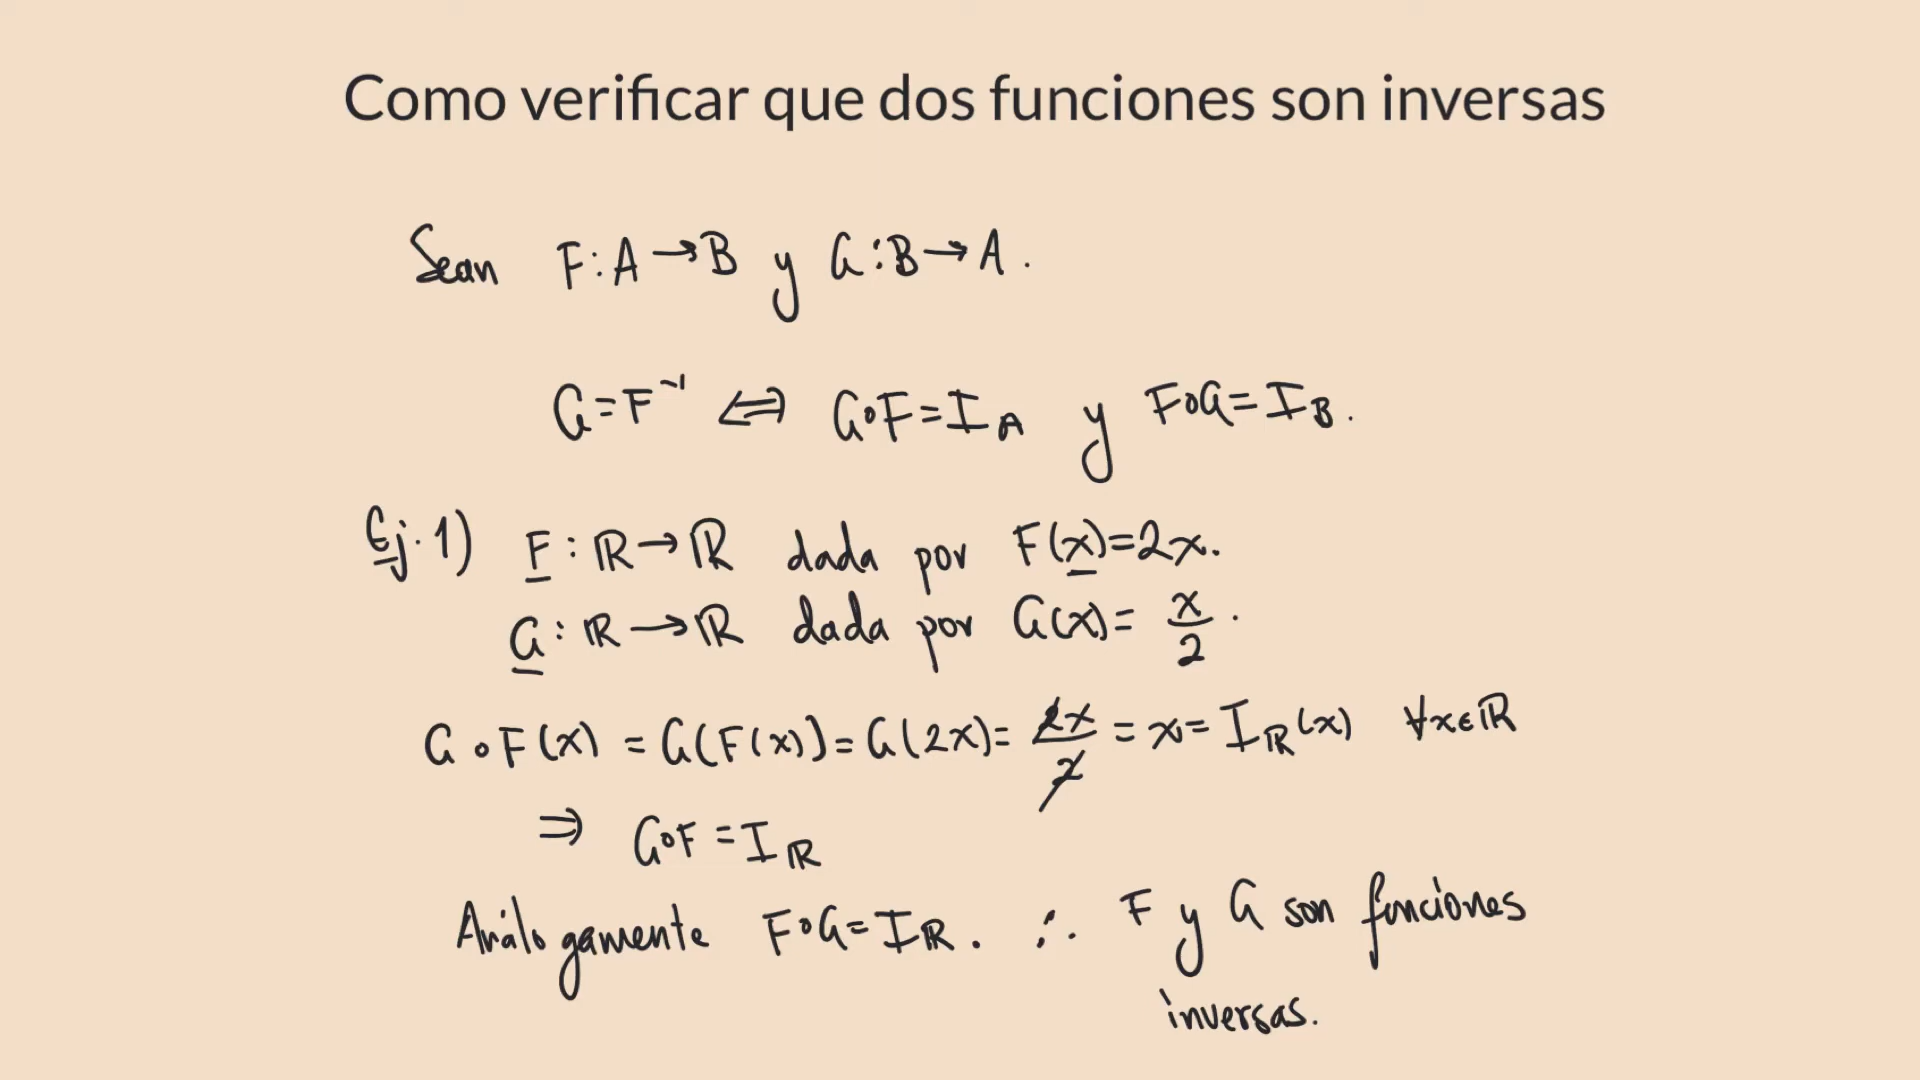 Como verificar que dos funciones son inversas
Sean F: A → B y G: B → A.
G = F⁻¹ ⇔ G∘F = I_A y F∘G = I_B.
Ej. 1) F: ℝ → ℝ dada por F(x) = 2x.
G: ℝ → ℝ dada por G(x) = x/2.
G∘F(x) = G(F(x)) = G(2x) = 2x/2 = x = I_ℝ(x) ∀x∈ℝ
⇒ G∘F = I_ℝ
Análogamente F∘G = I_ℝ. ∴ F y G son funciones
inversas.